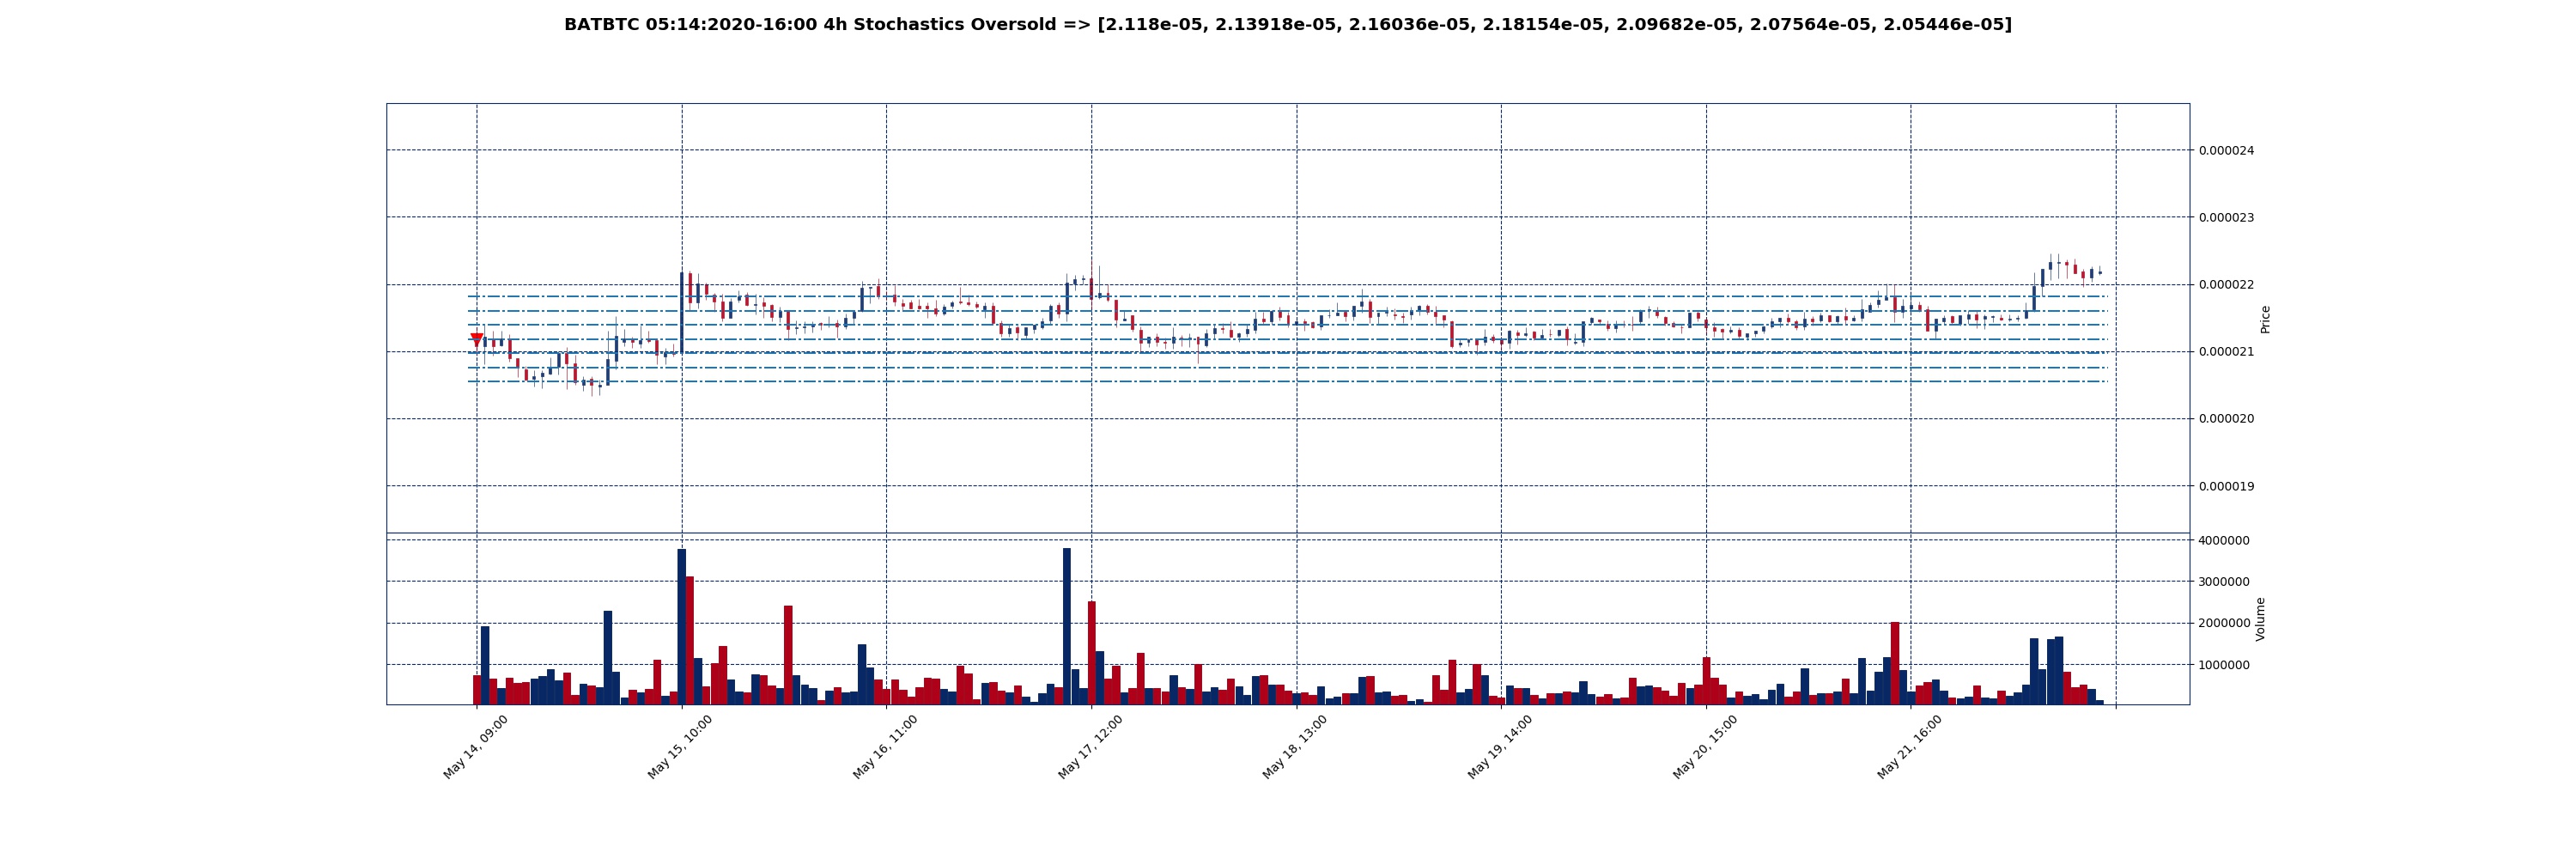 BATBTC 05:14:2020-16:00 4h Stochastics Oversold => [2.118e-05, 2.13918e-05, 2.16036e-05, 2.18154e-05, 2.09682e-05, 2.07564e-05, 2.05446e-05]
0.000024
0.000023
0.000022
0.000021
0.000020
0.000019
Price
4000000
3000000
2000000
1000000
Volume
May 14, 09:00
May 15, 10:00
May 16, 11:00
May 17, 12:00
May 18, 13:00
May 19, 14:00
May 20, 15:00
May 21, 16:00